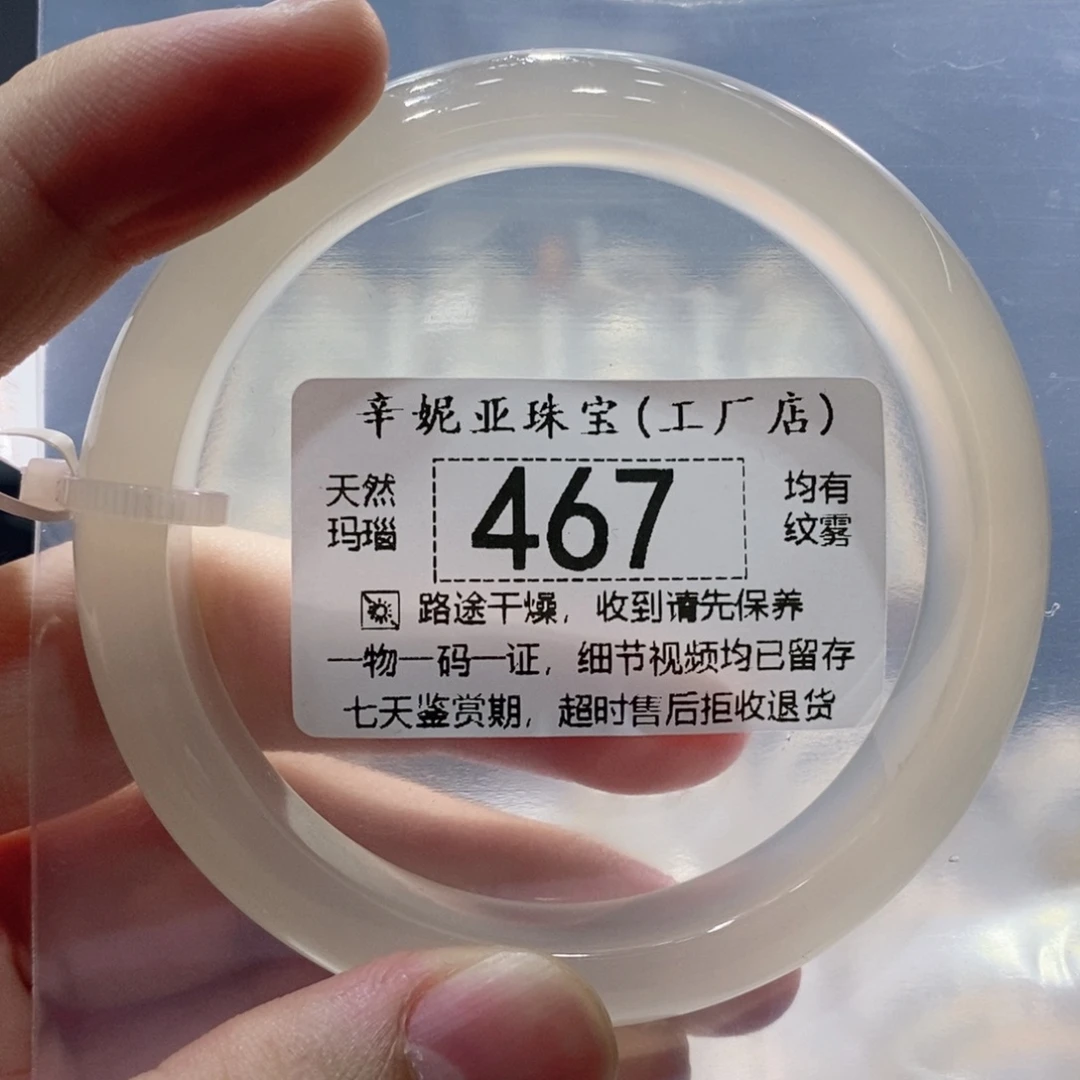 辛妮亚珠宝(工厂店)
天然
玛瑙
467
均有
纹雾
路途干燥，收到请先保养
一物一码一证，细节视频均已留存
七天鉴赏期，超时售后拒收退货